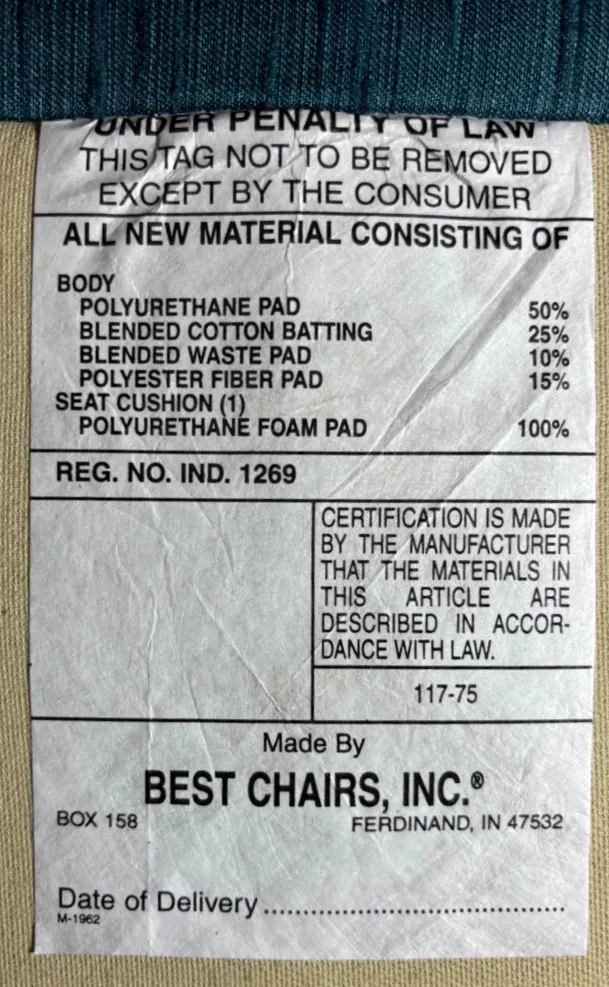 UNDER PENALTY OF LAW
THIS TAG NOT TO BE REMOVED
EXCEPT BY THE CONSUMER
ALL NEW MATERIAL CONSISTING OF
BODY
POLYURETHANE PAD 50%
BLENDED COTTON BATTING 25%
BLENDED WASTE PAD 10%
POLYESTER FIBER PAD 15%
SEAT CUSHION (1)
POLYURETHANE FOAM PAD 100%
REG. NO. IND. 1269
CERTIFICATION IS MADE
BY THE MANUFACTURER
THAT THE MATERIALS IN
THIS ARTICLE ARE
DESCRIBED IN ACCOR-
DANCE WITH LAW.
117-75
Made By
BEST CHAIRS, INC.®
BOX 158 FERDINAND, IN 47532
Date of Delivery ........................................
M-1962